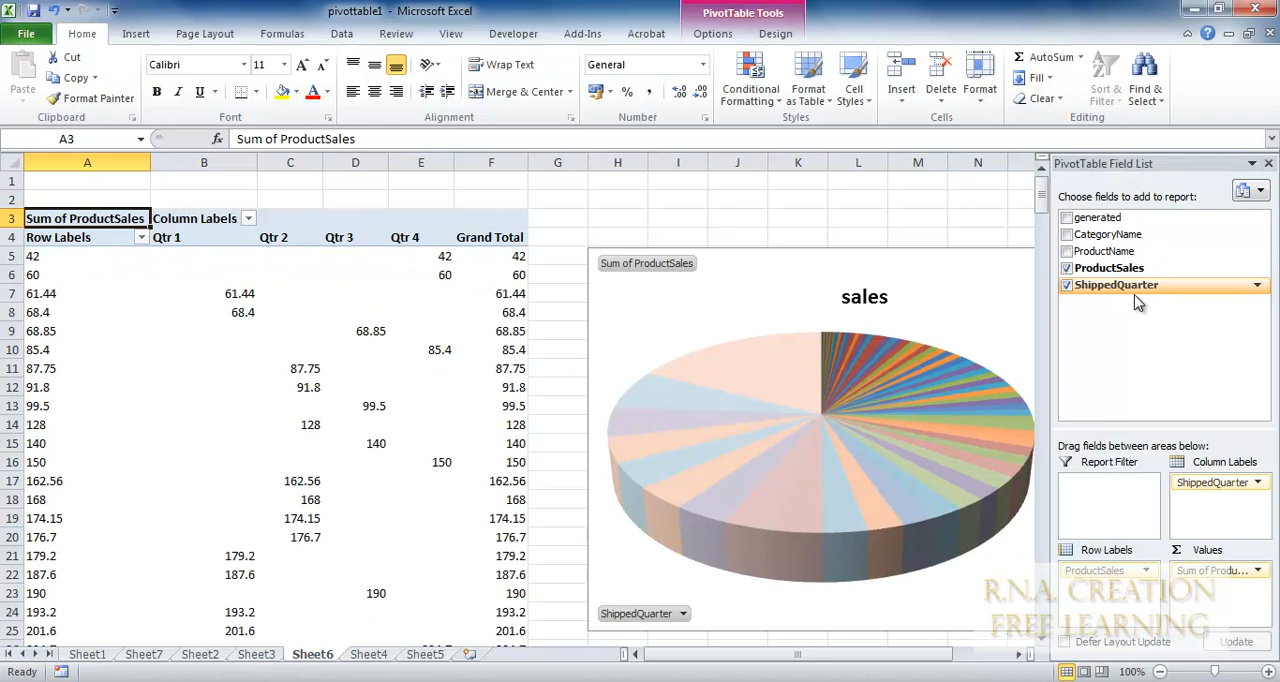 pivottable1 - Microsoft Excel
PivotTable Tools
File Home Insert Page Layout Formulas Data Review View Developer Add-Ins Acrobat Options Design
Paste
Cut
Copy
Format Painter
Clipboard
Calibri 11
B I U
Font
Wrap Text
Merge & Center
Alignment
General
% ,
Number
Conditional Formatting
Format as Table
Cell Styles
Styles
Insert
Delete
Format
Cells
AutoSum
Fill
Clear
Sort & Filter
Find & Select
Editing
A3 fx Sum of ProductSales
A B C D E F G H I J K L M N
1
2
3 Sum of ProductSales Column Labels
4 Row Labels Qtr 1 Qtr 2 Qtr 3 Qtr 4 Grand Total
5 42 42 42
6 60 60 60
7 61.44 61.44 61.44
8 68.4 68.4 68.4
9 68.85 68.85 68.85
10 85.4 85.4 85.4
11 87.75 87.75 87.75
12 91.8 91.8 91.8
13 99.5 99.5 99.5
14 128 128 128
15 140 140 140
16 150 150 150
17 162.56 162.56 162.56
18 168 168 168
19 174.15 174.15 174.15
20 176.7 176.7 176.7
21 179.2 179.2 179.2
22 187.6 187.6 187.6
23 190 190 190
24 193.2 193.2 193.2
25 201.6 201.6 201.6
Sum of ProductSales
sales
ShippedQuarter
PivotTable Field List
Choose fields to add to report:
generated
CategoryName
ProductName
ProductSales
ShippedQuarter
Drag fields between areas below:
Report Filter
Column Labels
ShippedQuarter
Row Labels
Σ Values
ProductSales
Sum of Produ...
R.N.A. CREATION
FREE LEARNING
Defer Layout Update
Update
Sheet1 Sheet7 Sheet2 Sheet3 Sheet6 Sheet4 Sheet5
Ready
100%